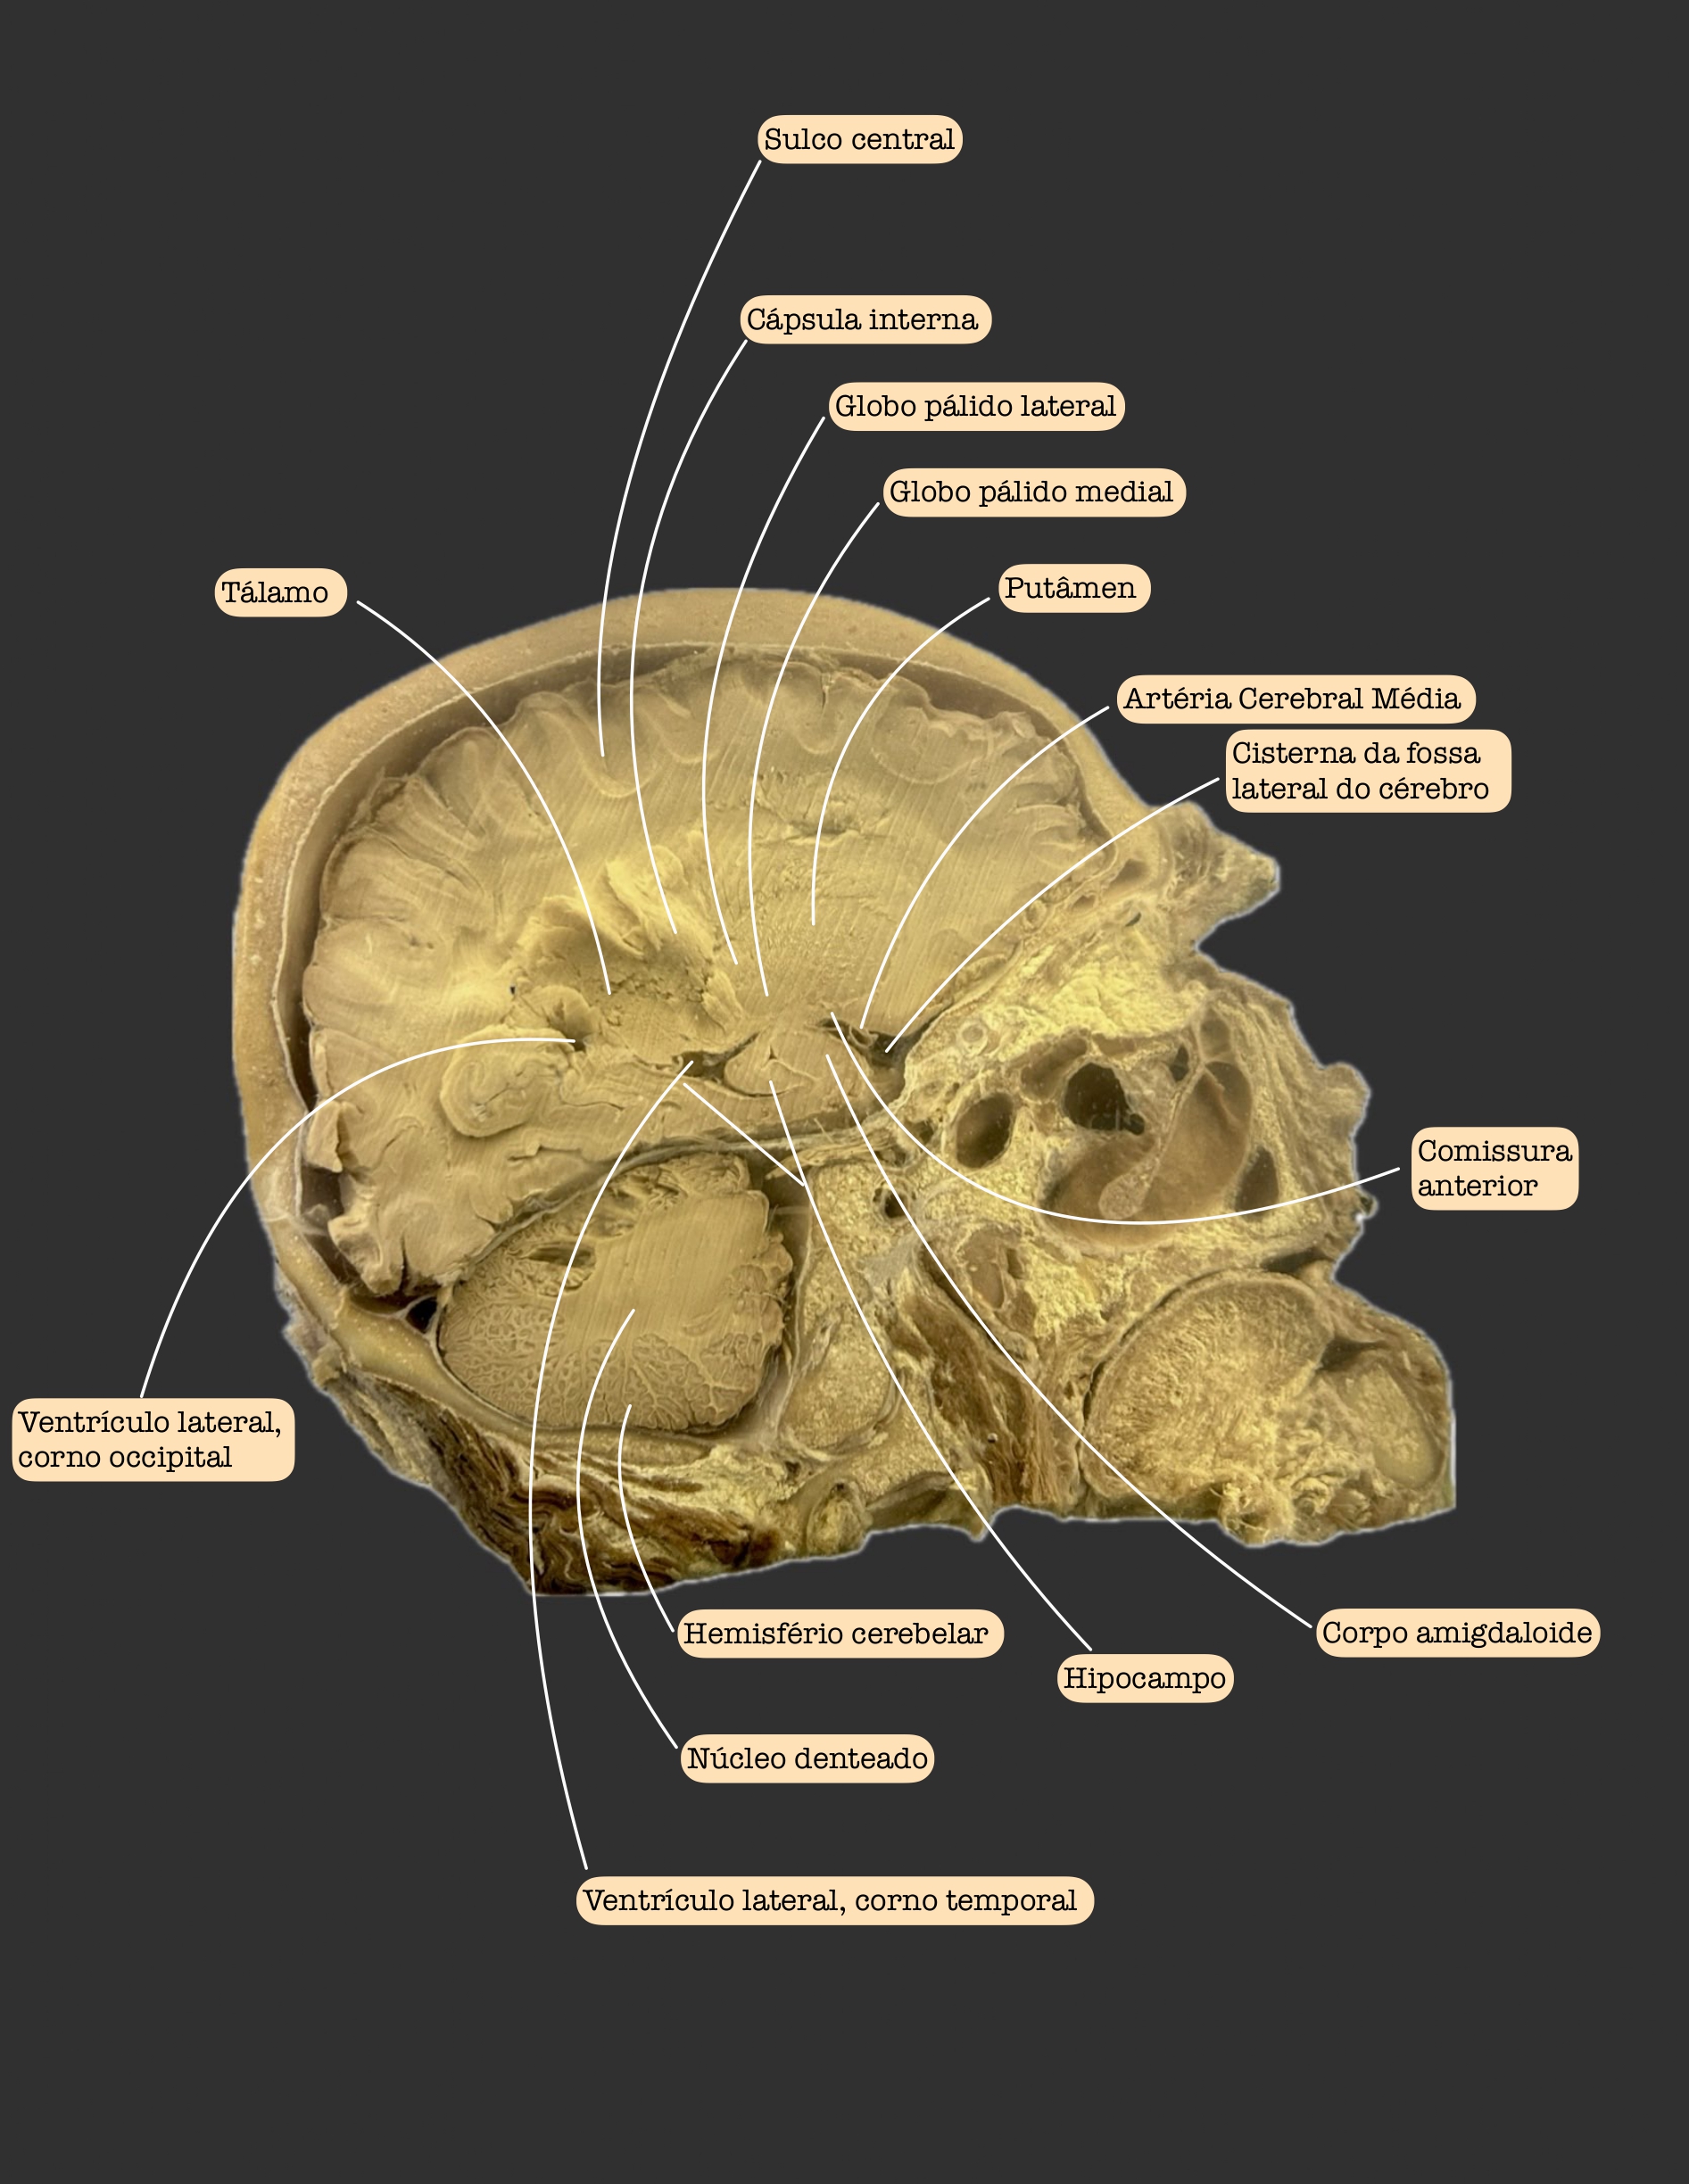 Sulco central
Cápsula interna
Globo pálido lateral
Globo pálido medial
Tálamo
Putâmen
Artéria Cerebral Média
Cisterna da fossa
lateral do cérebro
Comissura
anterior
Ventrículo lateral,
corno occipital
Hemisfério cerebelar
Corpo amigdaloide
Hipocampo
Núcleo denteado
Ventrículo lateral, corno temporal